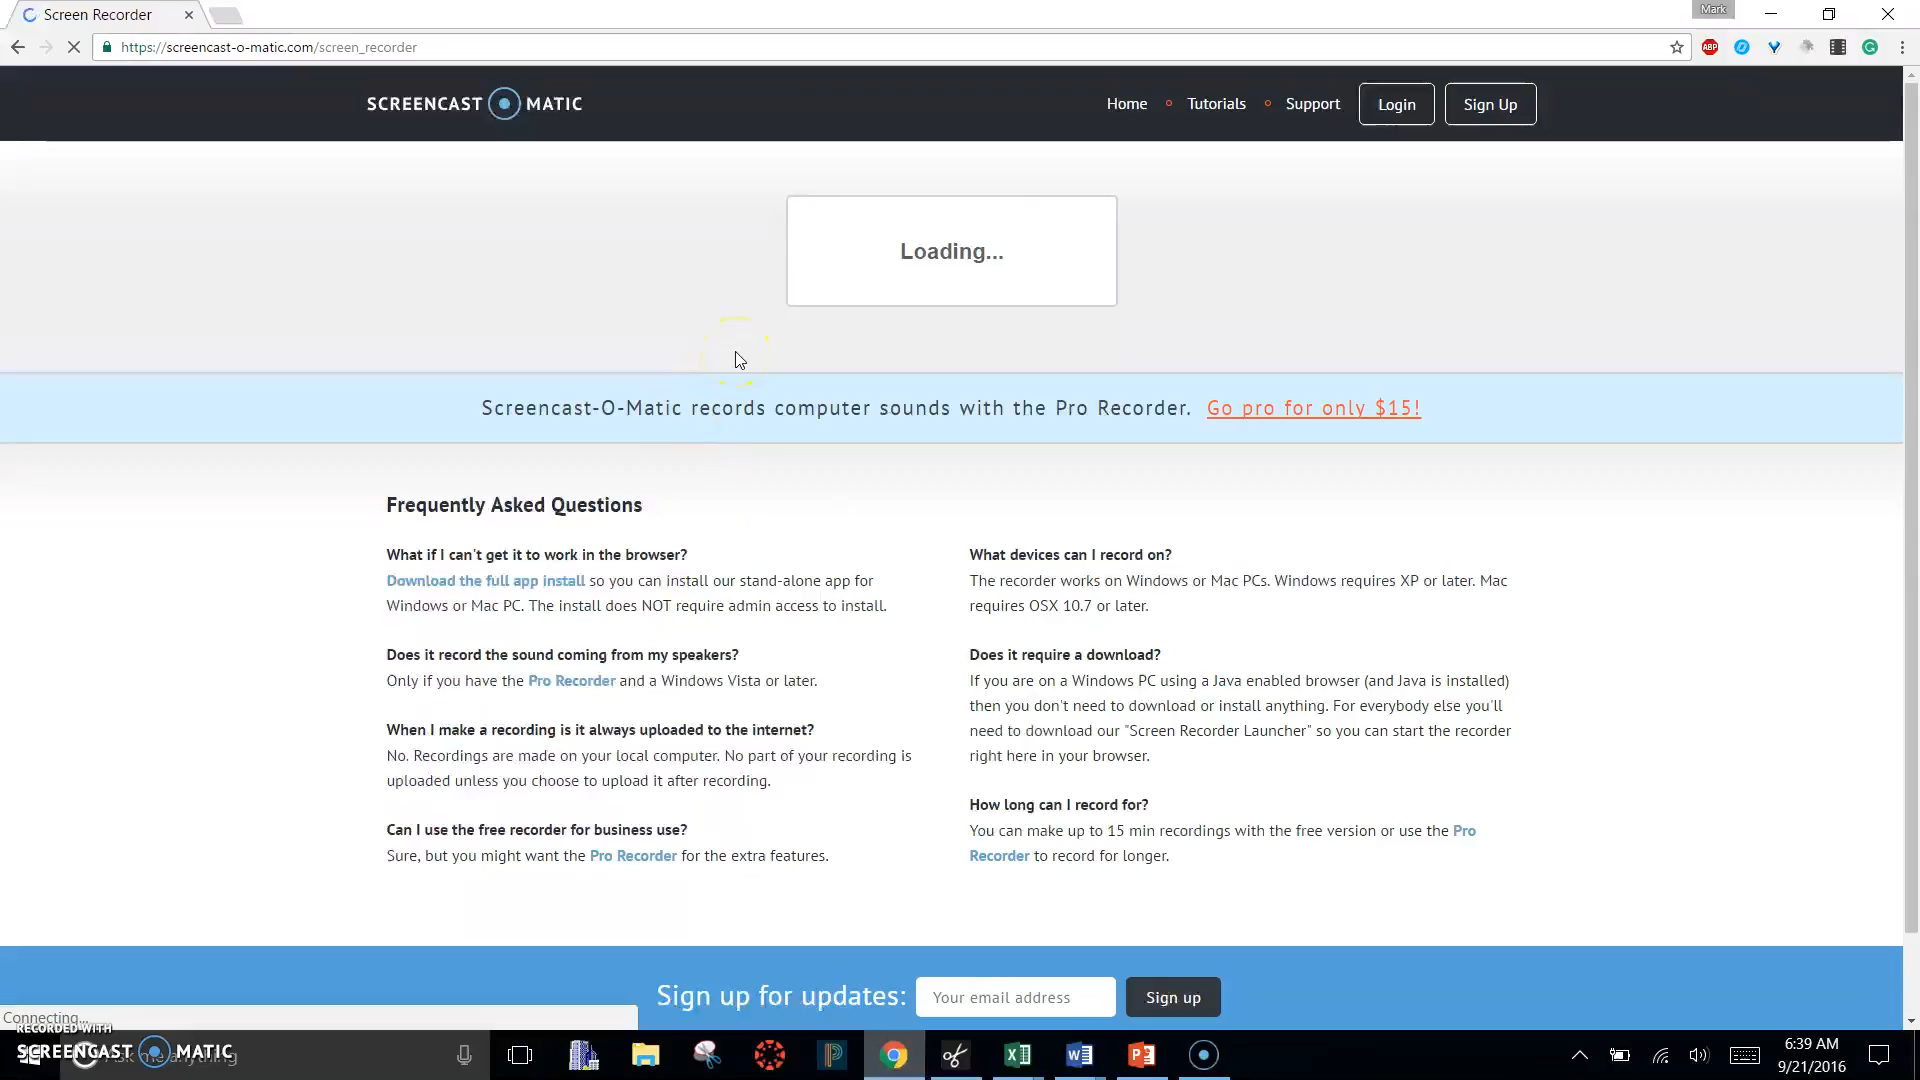 Screen Recorder
Mark
https://screencast-o-matic.com/screen_recorder
ABP
SCREENCAST MATIC
Home
Tutorials
Support
Login
Sign Up
Loading...
Screencast-O-Matic records computer sounds with the Pro Recorder. Go pro for only $15!
Frequently Asked Questions
What if I can't get it to work in the browser?
Download the full app install so you can install our stand-alone app for
Windows or Mac PC. The install does NOT require admin access to install.
Does it record the sound coming from my speakers?
Only if you have the Pro Recorder and a Windows Vista or later.
When I make a recording is it always uploaded to the internet?
No. Recordings are made on your local computer. No part of your recording is
uploaded unless you choose to upload it after recording.
Can I use the free recorder for business use?
Sure, but you might want the Pro Recorder for the extra features.
What devices can I record on?
The recorder works on Windows or Mac PCs. Windows requires XP or later. Mac
requires OSX 10.7 or later.
Does it require a download?
If you are on a Windows PC using a Java enabled browser (and Java is installed)
then you don't need to download or install anything. For everybody else you'll
need to download our "Screen Recorder Launcher" so you can start the recorder
right here in your browser.
How long can I record for?
You can make up to 15 min recordings with the free version or use the Pro
Recorder to record for longer.
Sign up for updates:
Your email address
Sign up
Connecting...
RECORDED WITH
SCREENCAST MATIC
Ask me anything
6:39 AM
9/21/2016